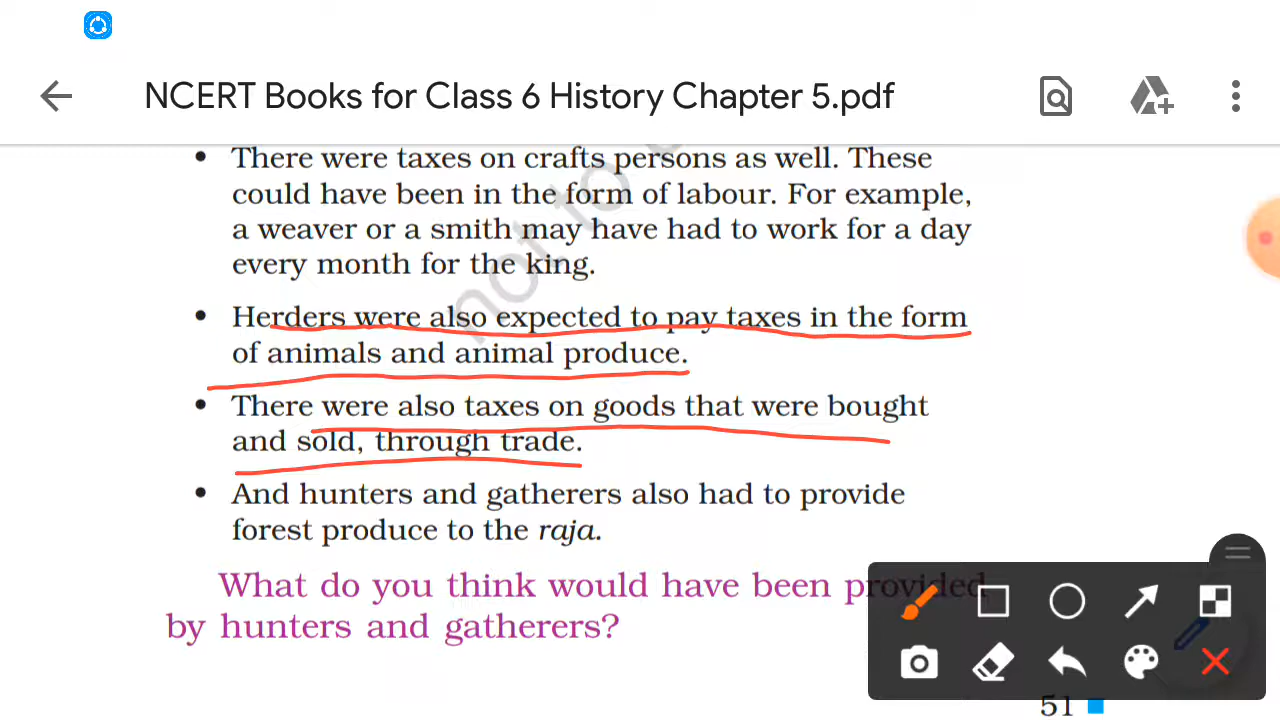 NCERT Books for Class 6 History Chapter 5.pdf
• There were taxes on crafts persons as well. These
could have been in the form of labour. For example,
a weaver or a smith may have had to work for a day
every month for the king.
• Herders were also expected to pay taxes in the form
of animals and animal produce.
• There were also taxes on goods that were bought
and sold, through trade.
• And hunters and gatherers also had to provide
forest produce to the raja.
What do you think would have been provided
by hunters and gatherers?
51
not to